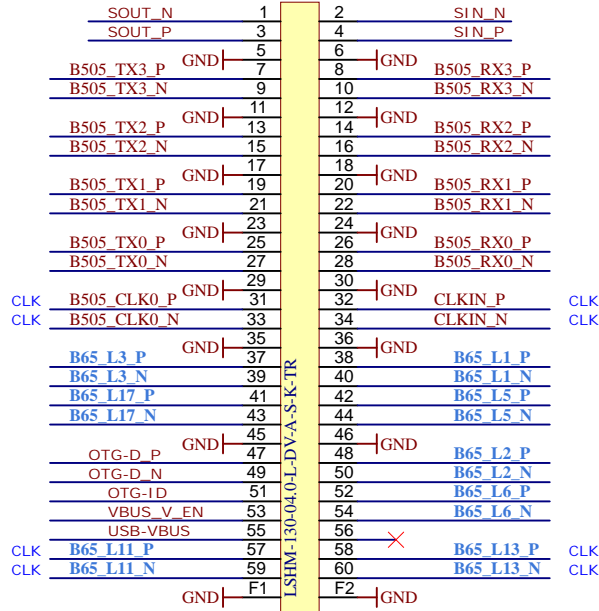 SOUT_N 1 2 SIN_N
SOUT_P 3 4 SIN_P
GND 5 6 GND
B505_TX3_P 7 8 B505_RX3_P
B505_TX3_N 9 10 B505_RX3_N
GND 11 12 GND
B505_TX2_P 13 14 B505_RX2_P
B505_TX2_N 15 16 B505_RX2_N
GND 17 18 GND
B505_TX1_P 19 20 B505_RX1_P
B505_TX1_N 21 22 B505_RX1_N
GND 23 24 GND
B505_TX0_P 25 26 B505_RX0_P
B505_TX0_N 27 28 B505_RX0_N
GND 29 30 GND
CLK B505_CLK0_P 31 32 CLKIN_P CLK
CLK B505_CLK0_N 33 34 CLKIN_N CLK
GND 35 36 GND
B65_L3_P 37 38 B65_L1_P
B65_L3_N 39 40 B65_L1_N
B65_L17_P 41 42 B65_L5_P
B65_L17_N 43 44 B65_L5_N
GND 45 46 GND
OTG-D_P 47 48 B65_L2_P
OTG-D_N 49 50 B65_L2_N
OTG-ID 51 52 B65_L6_P
VBUS_V_EN 53 54 B65_L6_N
USB-VBUS 55 56
CLK B65_L11_P 57 58 B65_L13_P CLK
CLK B65_L11_N 59 60 B65_L13_N CLK
GND F1 F2 GND
LSHM-130-04.0-L-DV-A-S-K-TR